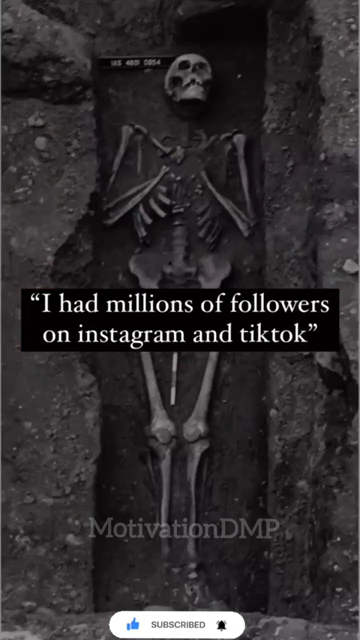 “I had millions of followers
on instagram and tiktok”
MotivationDMP
SUBSCRIBED